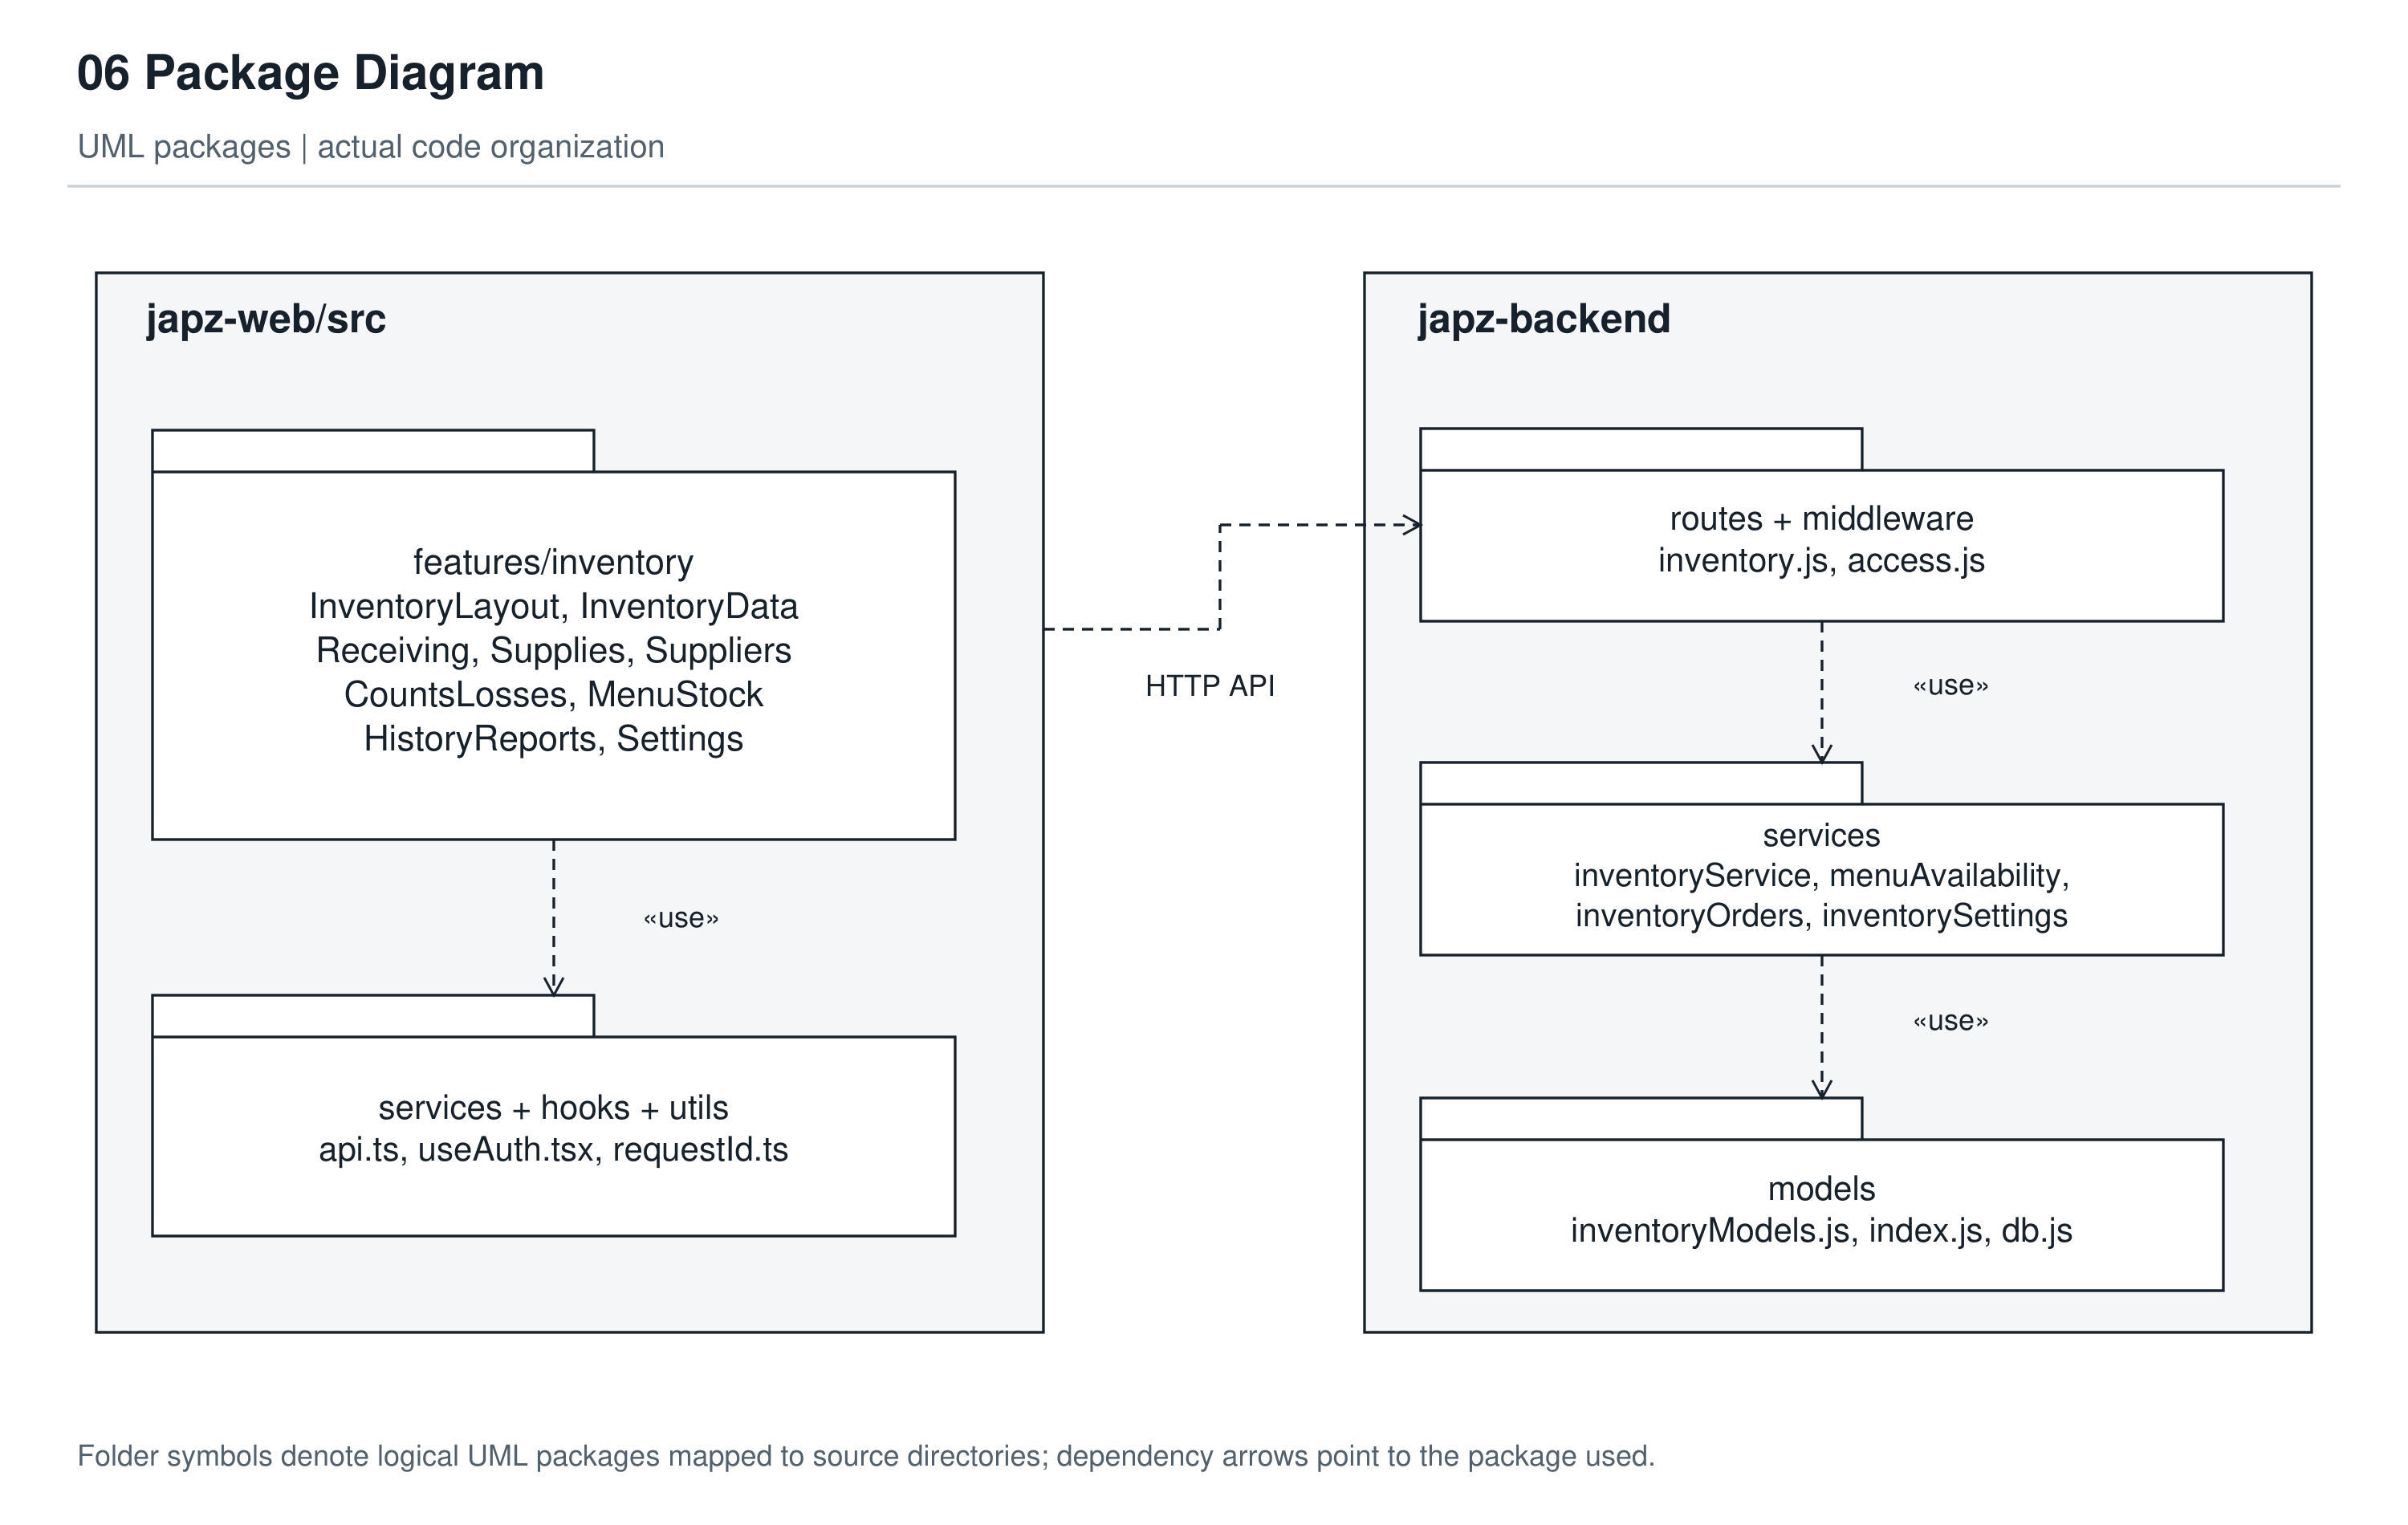 06 Package Diagram
UML packages | actual code organization
japz-web/src
features/inventory
InventoryLayout, InventoryData
Receiving, Supplies, Suppliers
CountsLosses, MenuStock
HistoryReports, Settings
«use»
services + hooks + utils
api.ts, useAuth.tsx, requestId.ts
HTTP API
japz-backend
routes + middleware
inventory.js, access.js
«use»
services
inventoryService, menuAvailability,
inventoryOrders, inventorySettings
«use»
models
inventoryModels.js, index.js, db.js
Folder symbols denote logical UML packages mapped to source directories; dependency arrows point to the package used.